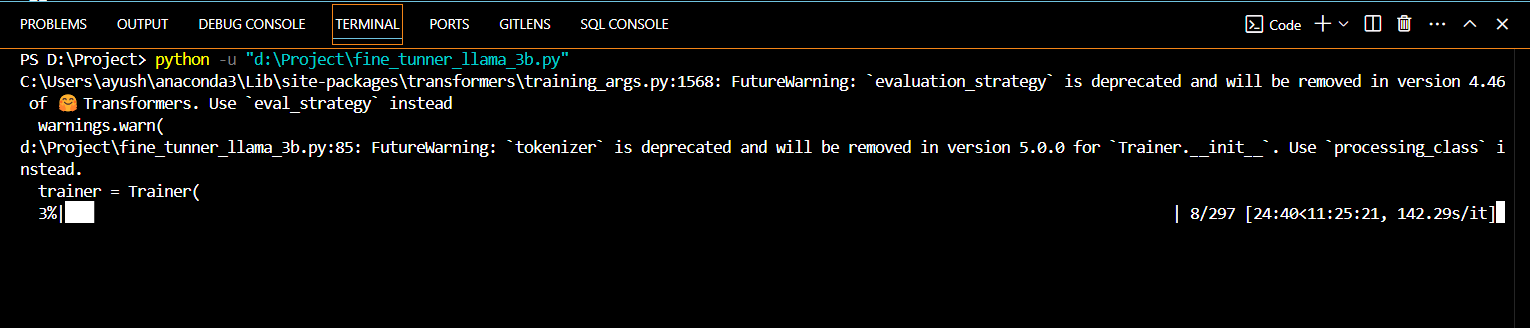 PROBLEMS OUTPUT DEBUG CONSOLE TERMINAL PORTS GITLENS SQL CONSOLE Code
PS D:\Project> python -u "d:\Project\fine_tunner_llama_3b.py"
C:\Users\ayush\anaconda3\Lib\site-packages\transformers\training_args.py:1568: FutureWarning: `evaluation_strategy` is deprecated and will be removed in version 4.46
of 🤗 Transformers. Use `eval_strategy` instead
warnings.warn(
d:\Project\fine_tunner_llama_3b.py:85: FutureWarning: `tokenizer` is deprecated and will be removed in version 5.0.0 for `Trainer.__init__`. Use `processing_class` i
nstead.
trainer = Trainer(
3%| | 8/297 [24:40<11:25:21, 142.29s/it]